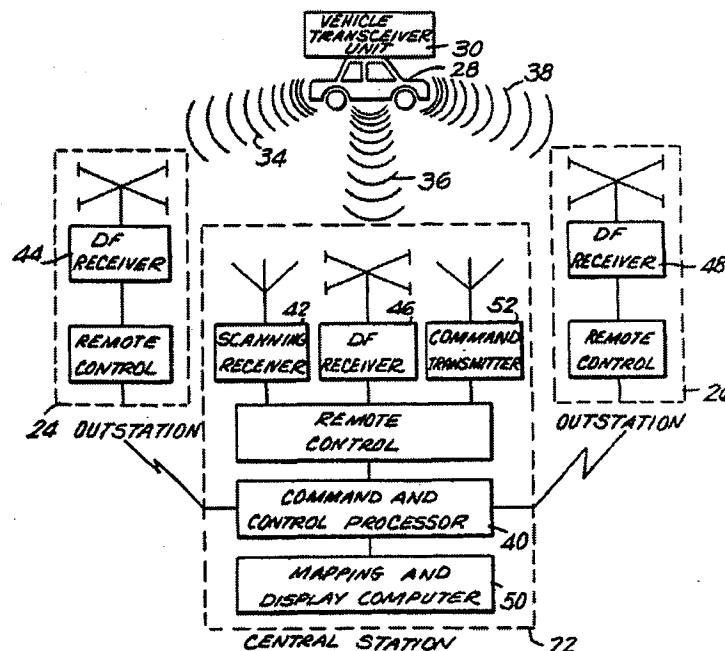 VEHICLE
TRANSCEIVER
UNIT
30
28
38
34
36
44
DF
RECEIVER
REMOTE
CONTROL
24 OUTSTATION
42
SCANNING
RECEIVER
46
DF
RECEIVER
52
COMMAND
TRANSMITTER
REMOTE
CONTROL
COMMAND AND
CONTROL PROCESSOR
40
MAPPING AND
DISPLAY COMPUTER
50
CENTRAL STATION
22
DF
RECEIVER
48
REMOTE
CONTROL
26
OUTSTATION